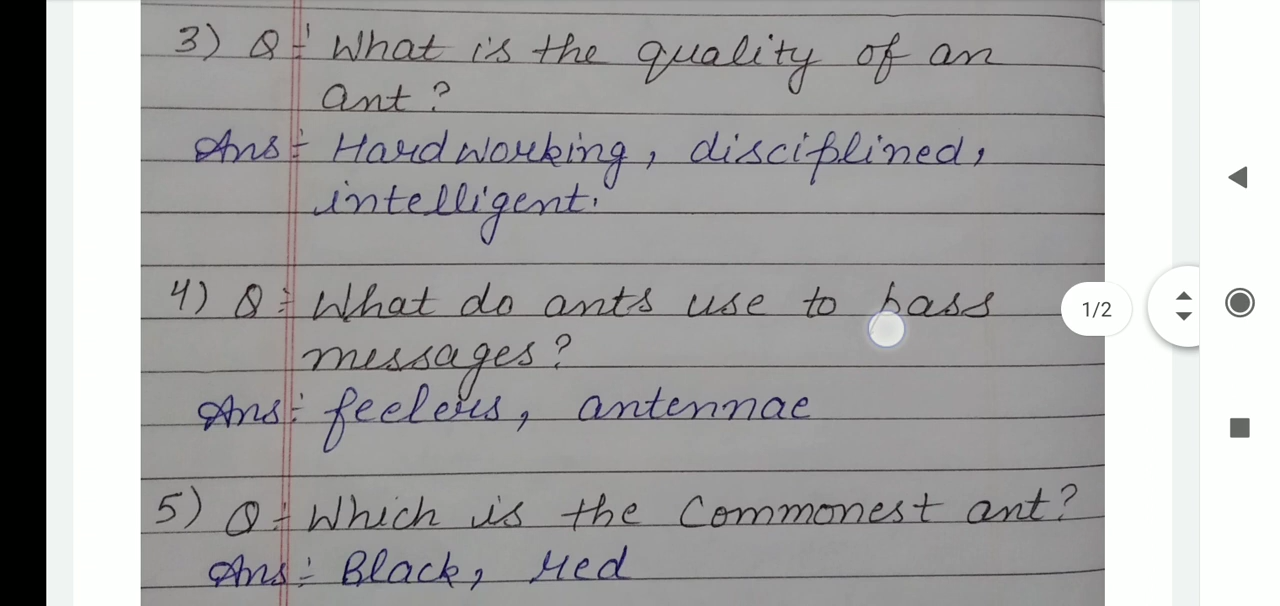 3) Q:- What is the quality of an
ant?
Ans:- Hardworking, disciplined,
intelligent.
4) Q:- What do ants use to pass
messages?
1/2
Ans:- feelers, antennae
5) Q:- Which is the Commonest ant?
Ans:- Black, red